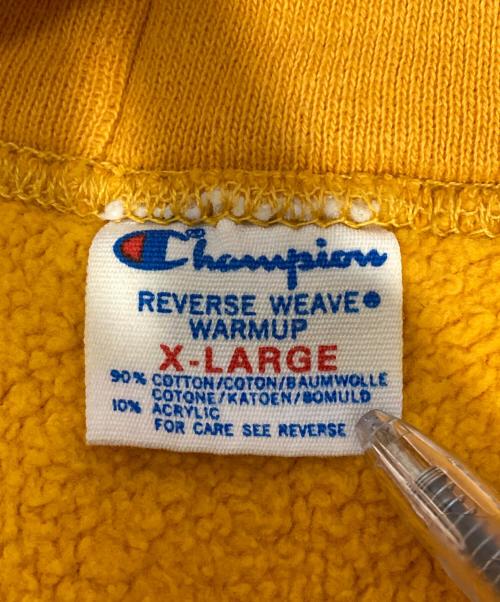 Champion
REVERSE WEAVE®
WARMUP
X-LARGE
90% COTTON/COTON/BAUMWOLLE
COTONE/KATOEN/BOMULD
10% ACRYLIC
FOR CARE SEE REVERSE